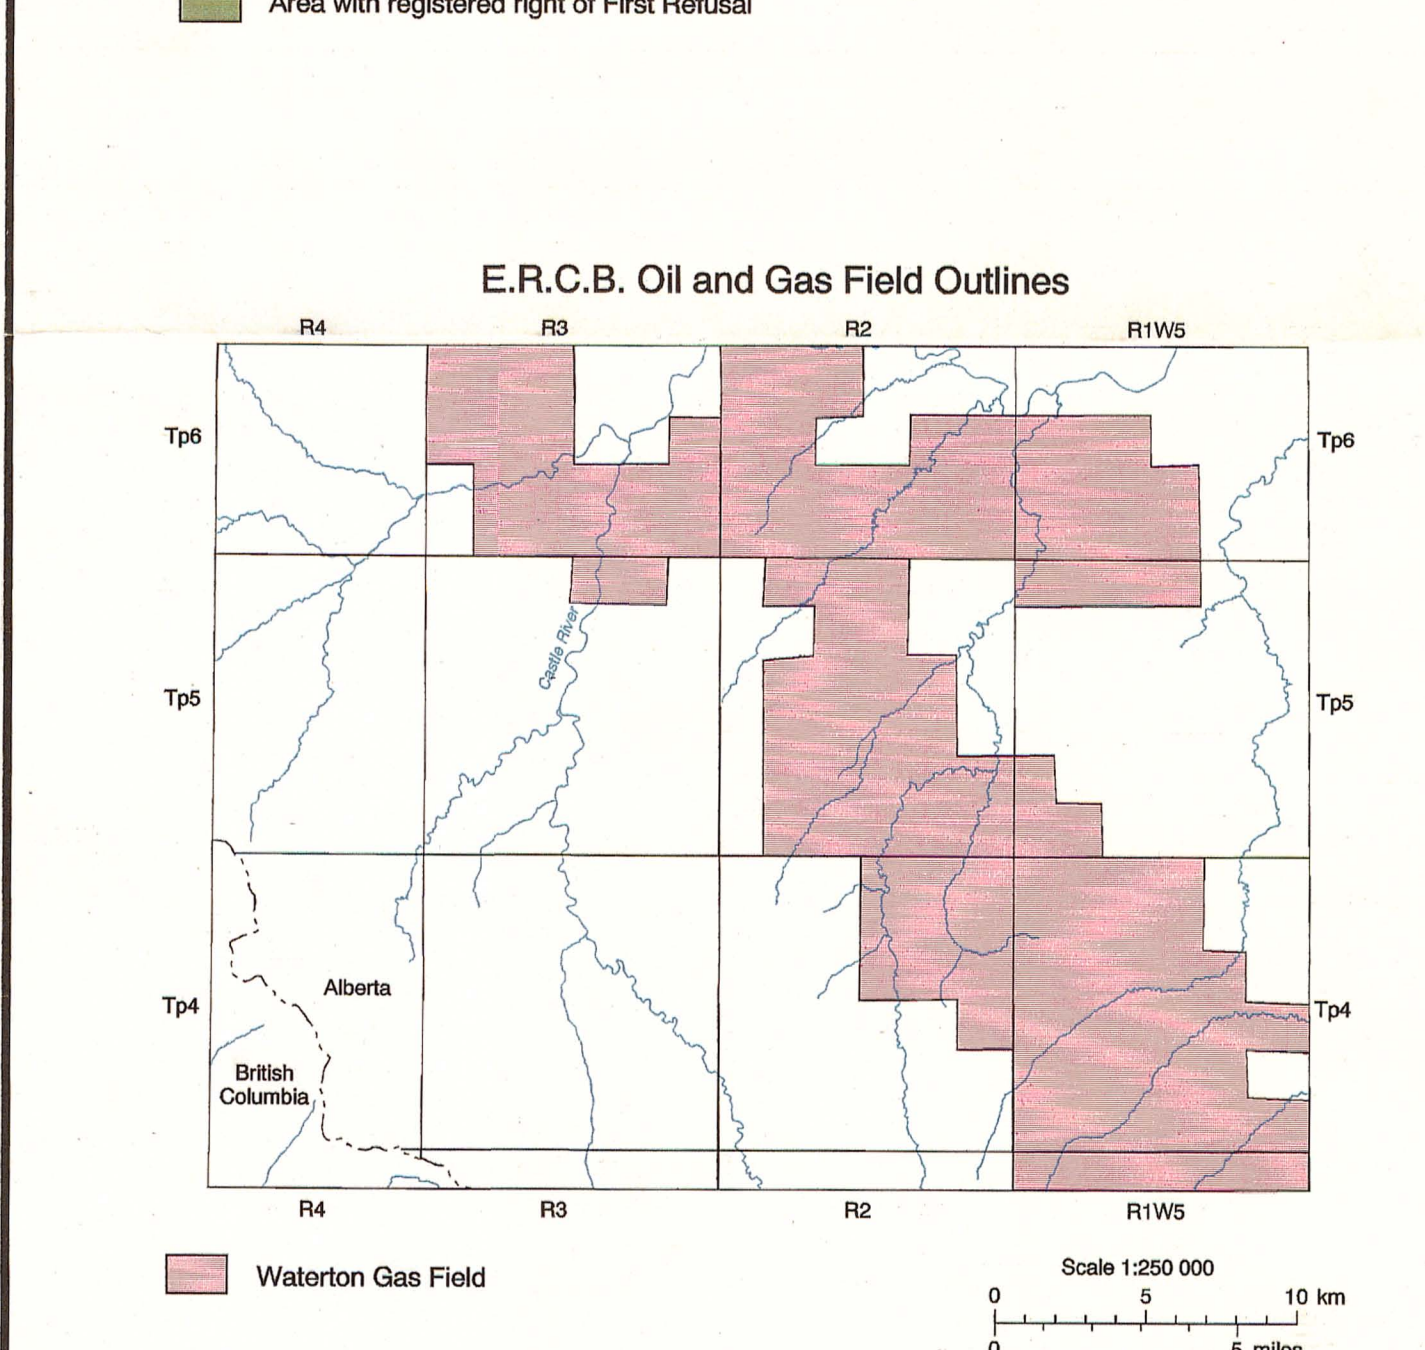 Area with registered right of First Refusal
E.R.C.B. Oil and Gas Field Outlines
R4 R3 R2 R1W5
Tp6 Tp6
Castle River
Tp5 Tp5
Alberta
Tp4 Tp4
British
Columbia
R4 R3 R2 R1W5
Waterton Gas Field
Scale 1:250 000
0 5 10 km
0 5 miles